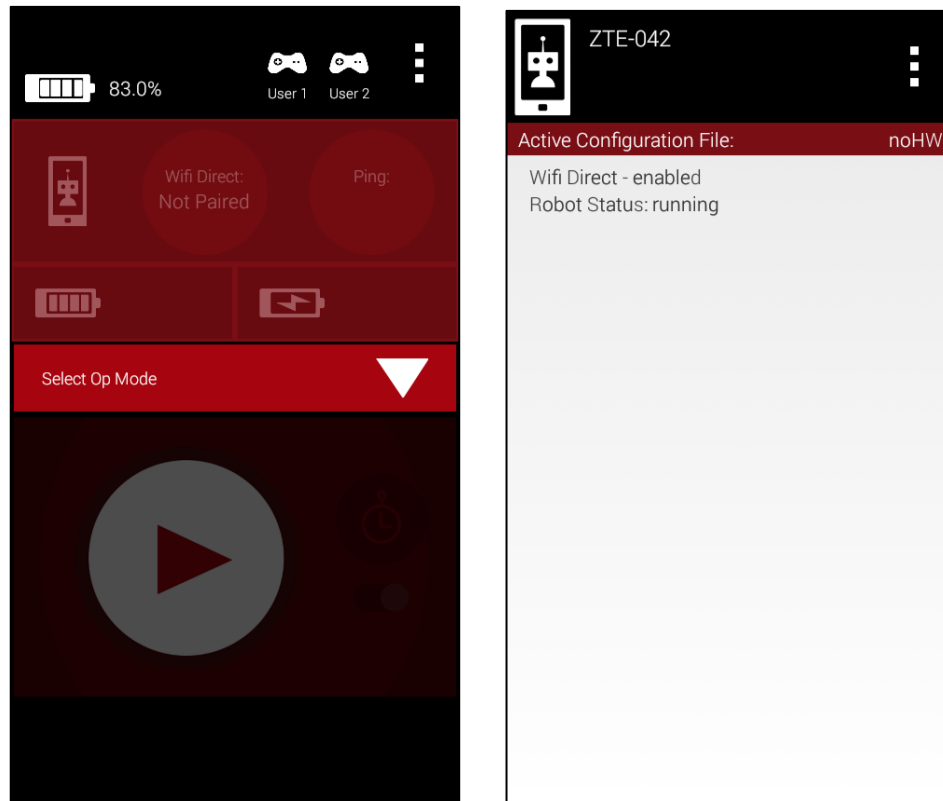 83.0%
User 1
User 2
Wifi Direct:
Not Paired
Ping:
Select Op Mode
ZTE-042
Active Configuration File:
noHW
Wifi Direct - enabled
Robot Status: running